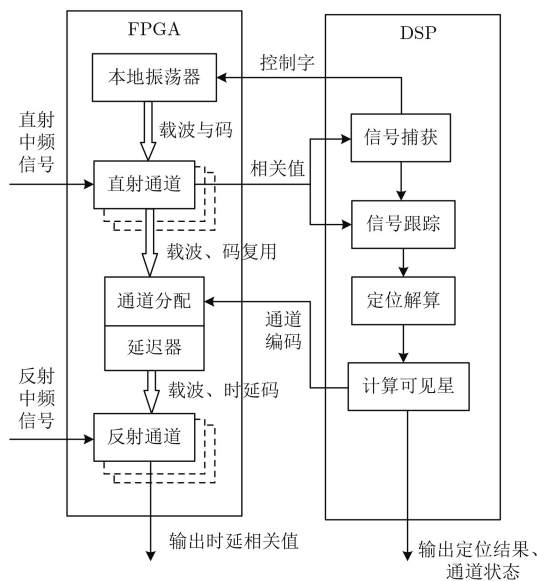 FPGA
DSP
本地振荡器
控制字
直射
中频
信号
载波与码
信号捕获
直射通道
相关值
信号跟踪
载波、码复用
通道分配
通道
编码
定位解算
延迟器
反射
中频
信号
载波、时延码
计算可见星
反射通道
输出时延相关值
输出定位结果、
通道状态